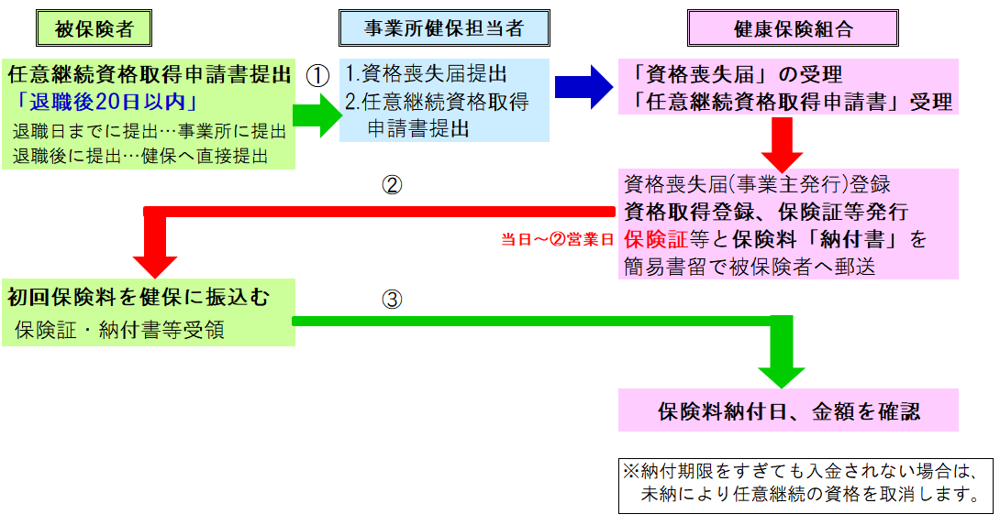 被保険者
事業所健保担当者
健康保険組合
任意継続資格取得申請書提出
「退職後20日以内」
退職日までに提出…事業所に提出
退職後に提出…健保へ直接提出
①
1.資格喪失届提出
2.任意継続資格取得
申請書提出
「資格喪失届」の受理
「任意継続資格取得申請書」受理
②
資格喪失届(事業主発行)登録
資格取得登録、保険証等発行
保険証等と保険料「納付書」を
簡易書留で被保険者へ郵送
当日～②営業日
初回保険料を健保に振込む
保険証・納付書等受領
③
保険料納付日、金額を確認
※納付期限をすぎても入金されない場合は、
未納により任意継続の資格を取消します。